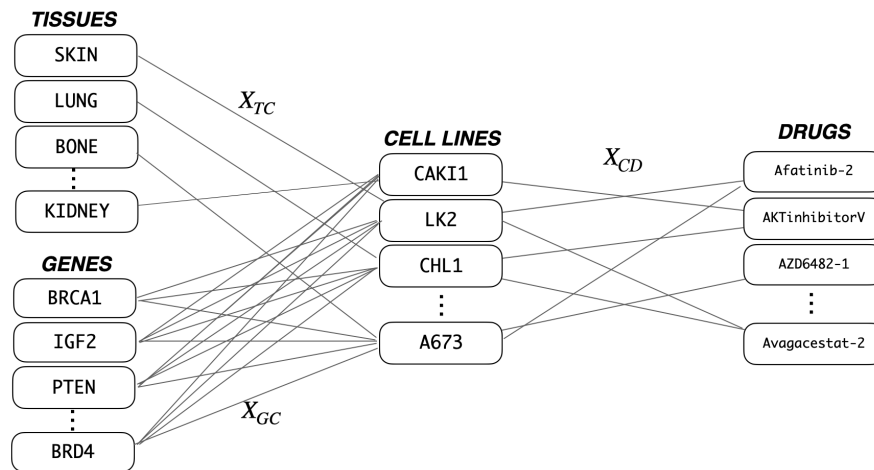 TISSUES
SKIN
LUNG
BONE
KIDNEY
GENES
BRCA1
IGF2
PTEN
BRD4
X_TC
X_GC
CELL LINES
CAKI1
LK2
CHL1
A673
X_CD
DRUGS
Afatinib-2
AKTinhibitorV
AZD6482-1
Avagacestat-2